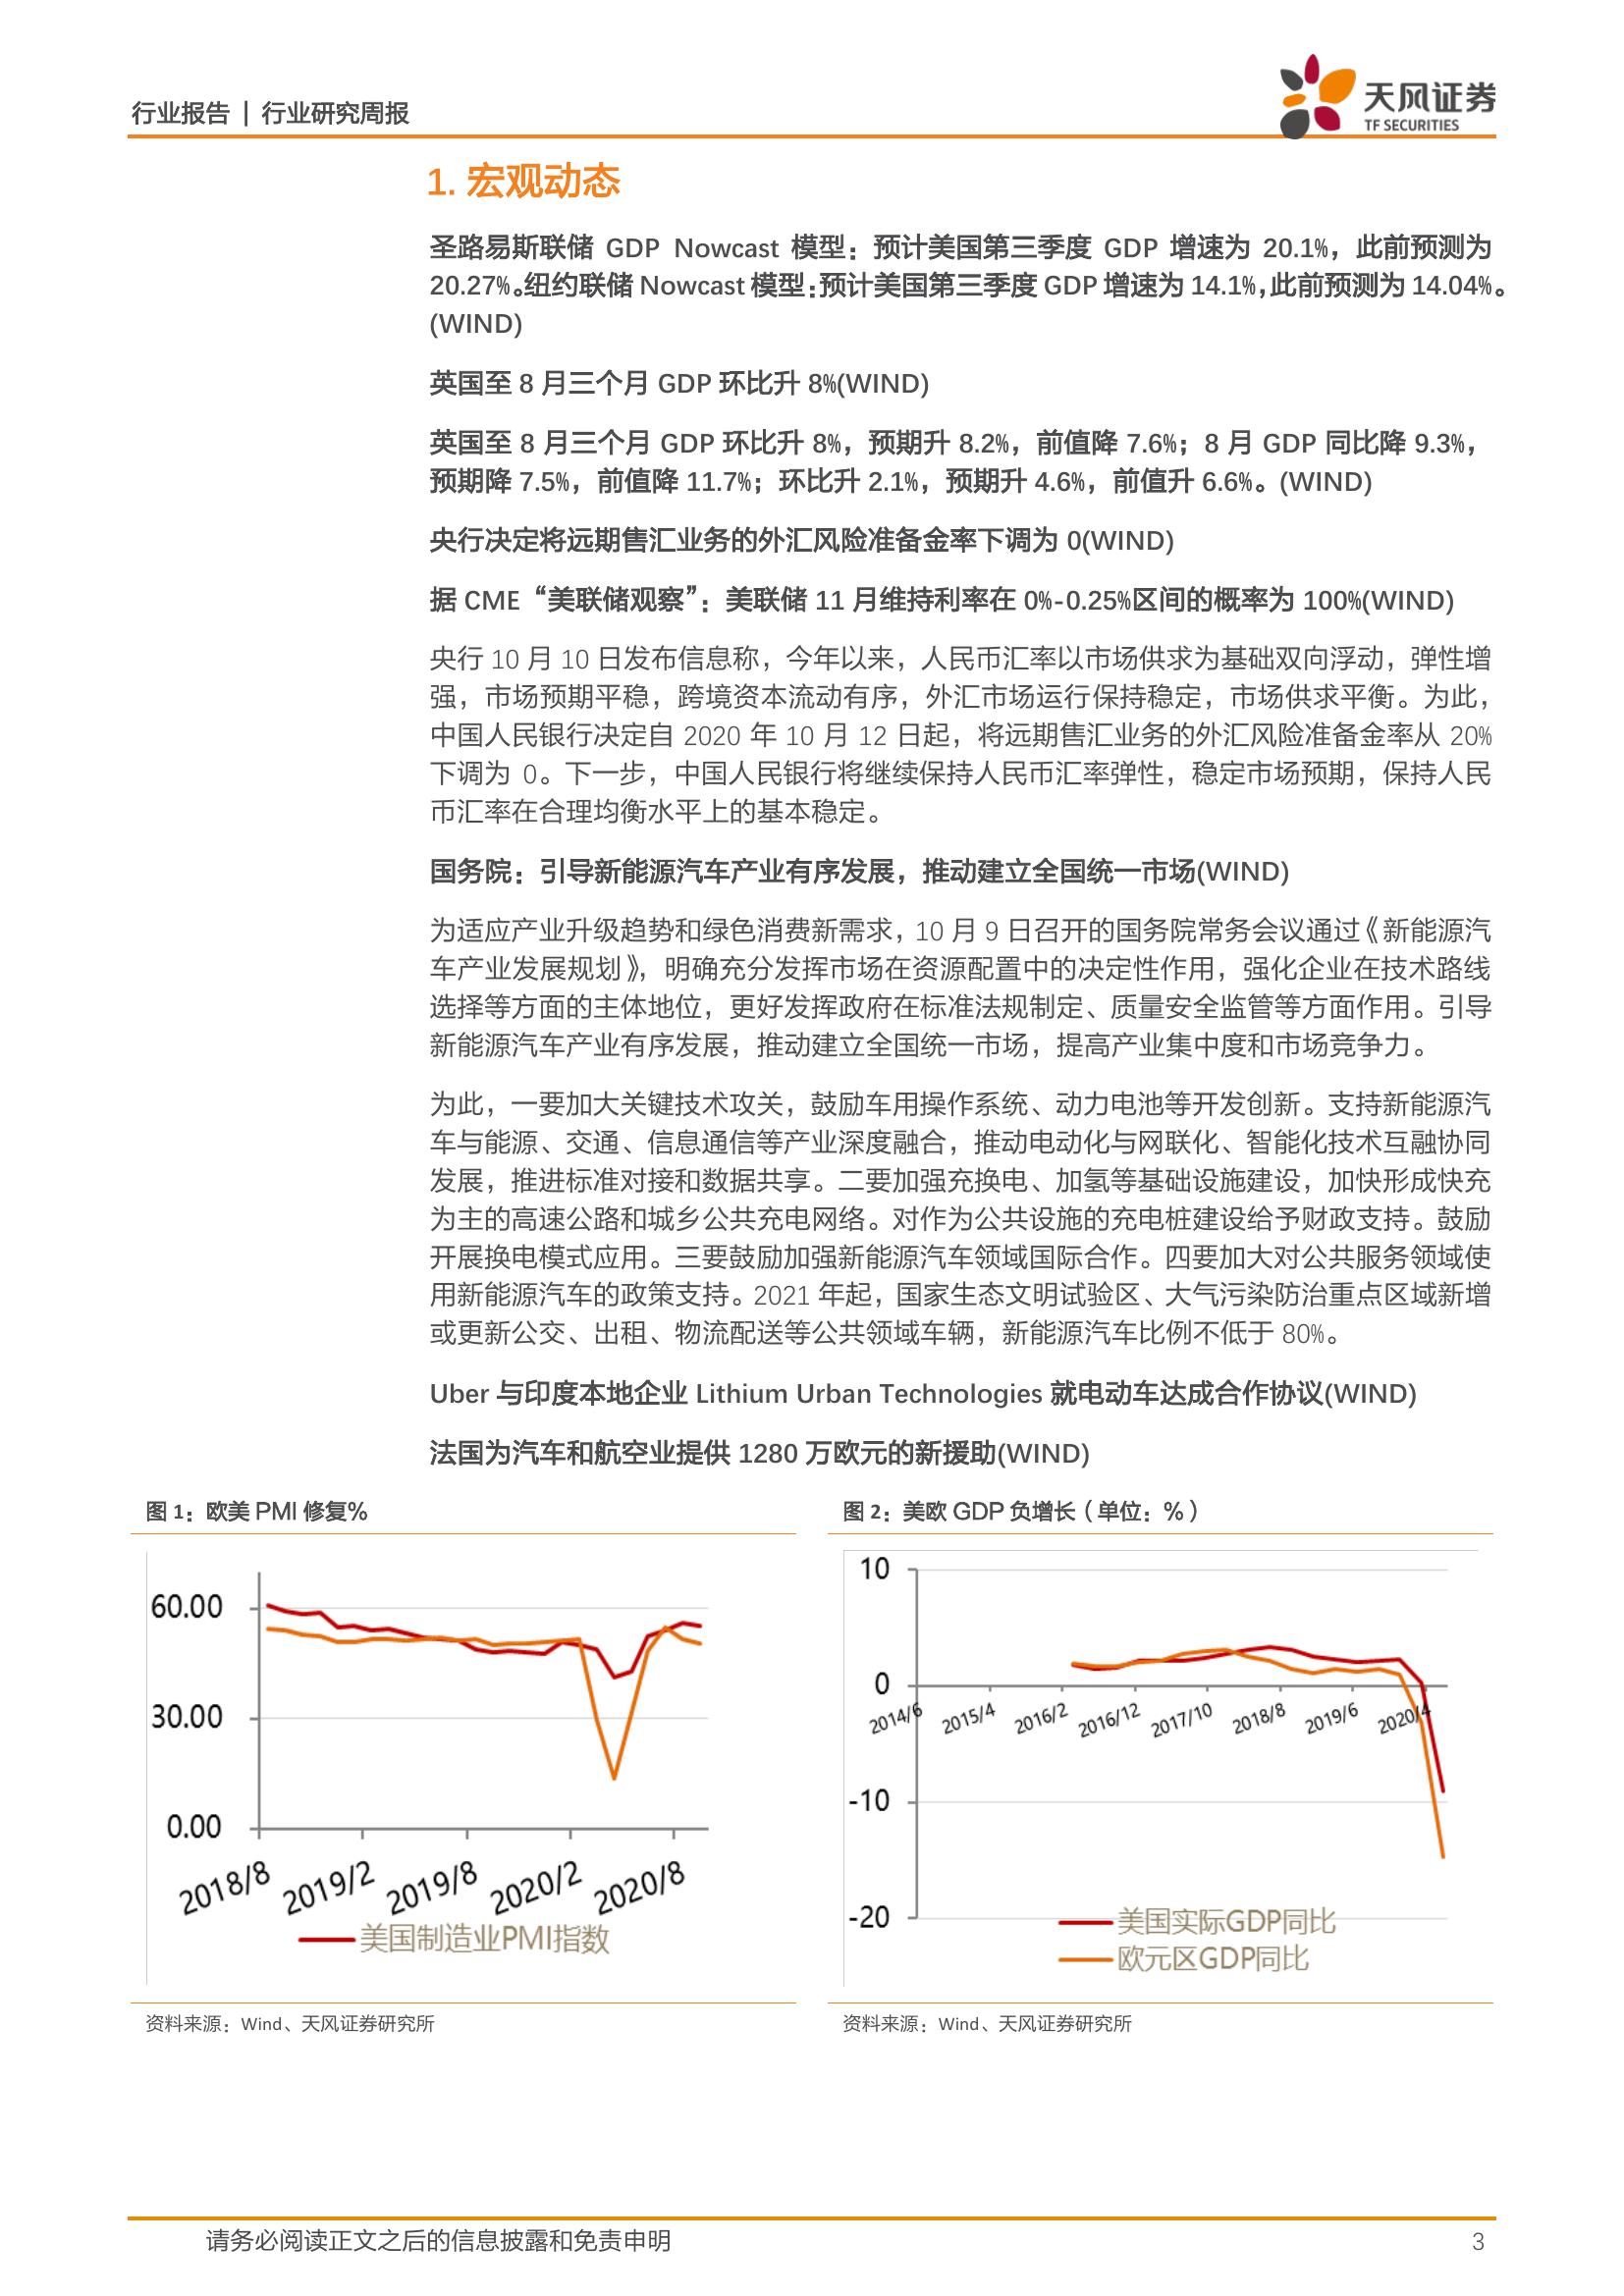 行业报告 | 行业研究周报
天风证券
TF SECURITIES
1. 宏观动态
圣路易斯联储 GDP Nowcast 模型：预计美国第三季度 GDP 增速为 20.1%，此前预测为
20.27%。纽约联储 Nowcast 模型：预计美国第三季度 GDP 增速为 14.1%，此前预测为 14.04%。
(WIND)
英国至 8 月三个月 GDP 环比升 8%(WIND)
英国至 8 月三个月 GDP 环比升 8%，预期升 8.2%，前值降 7.6%；8 月 GDP 同比降 9.3%，
预期降 7.5%，前值降 11.7%；环比升 2.1%，预期升 4.6%，前值升 6.6%。(WIND)
央行决定将远期售汇业务的外汇风险准备金率下调为 0(WIND)
据 CME“美联储观察”：美联储 11 月维持利率在 0%-0.25%区间的概率为 100%(WIND)
央行 10 月 10 日发布信息称，今年以来，人民币汇率以市场供求为基础双向浮动，弹性增
强，市场预期平稳，跨境资本流动有序，外汇市场运行保持稳定，市场供求平衡。为此，
中国人民银行决定自 2020 年 10 月 12 日起，将远期售汇业务的外汇风险准备金率从 20%
下调为 0。下一步，中国人民银行将继续保持人民币汇率弹性，稳定市场预期，保持人民
币汇率在合理均衡水平上的基本稳定。
国务院：引导新能源汽车产业有序发展，推动建立全国统一市场(WIND)
为适应产业升级趋势和绿色消费新需求，10 月 9 日召开的国务院常务会议通过《新能源汽
车产业发展规划》，明确充分发挥市场在资源配置中的决定性作用，强化企业在技术路线
选择等方面的主体地位，更好发挥政府在标准法规制定、质量安全监管等方面作用。引导
新能源汽车产业有序发展，推动建立全国统一市场，提高产业集中度和市场竞争力。
为此，一要加大关键技术攻关，鼓励车用操作系统、动力电池等开发创新。支持新能源汽
车与能源、交通、信息通信等产业深度融合，推动电动化与网联化、智能化技术互融协同
发展，推进标准对接和数据共享。二要加强充换电、加氢等基础设施建设，加快形成快充
为主的高速公路和城乡公共充电网络。对作为公共设施的充电桩建设给予财政支持。鼓励
开展换电模式应用。三要鼓励加强新能源汽车领域国际合作。四要加大对公共服务领域使
用新能源汽车的政策支持。2021 年起，国家生态文明试验区、大气污染防治重点区域新增
或更新公交、出租、物流配送等公共领域车辆，新能源汽车比例不低于 80%。
Uber 与印度本地企业 Lithium Urban Technologies 就电动车达成合作协议(WIND)
法国为汽车和航空业提供 1280 万欧元的新援助(WIND)
图 1：欧美 PMI 修复%
60.00
30.00
0.00
2018/8 2019/2 2019/8 2020/2 2020/8
美国制造业PMI指数
资料来源：Wind、天风证券研究所
图 2：美欧 GDP 负增长（单位：%）
10
0
-10
-20
2014/6 2015/4 2016/2 2016/12 2017/10 2018/8 2019/6 2020/4
美国实际GDP同比
欧元区GDP同比
资料来源：Wind、天风证券研究所
请务必阅读正文之后的信息披露和免责申明
3